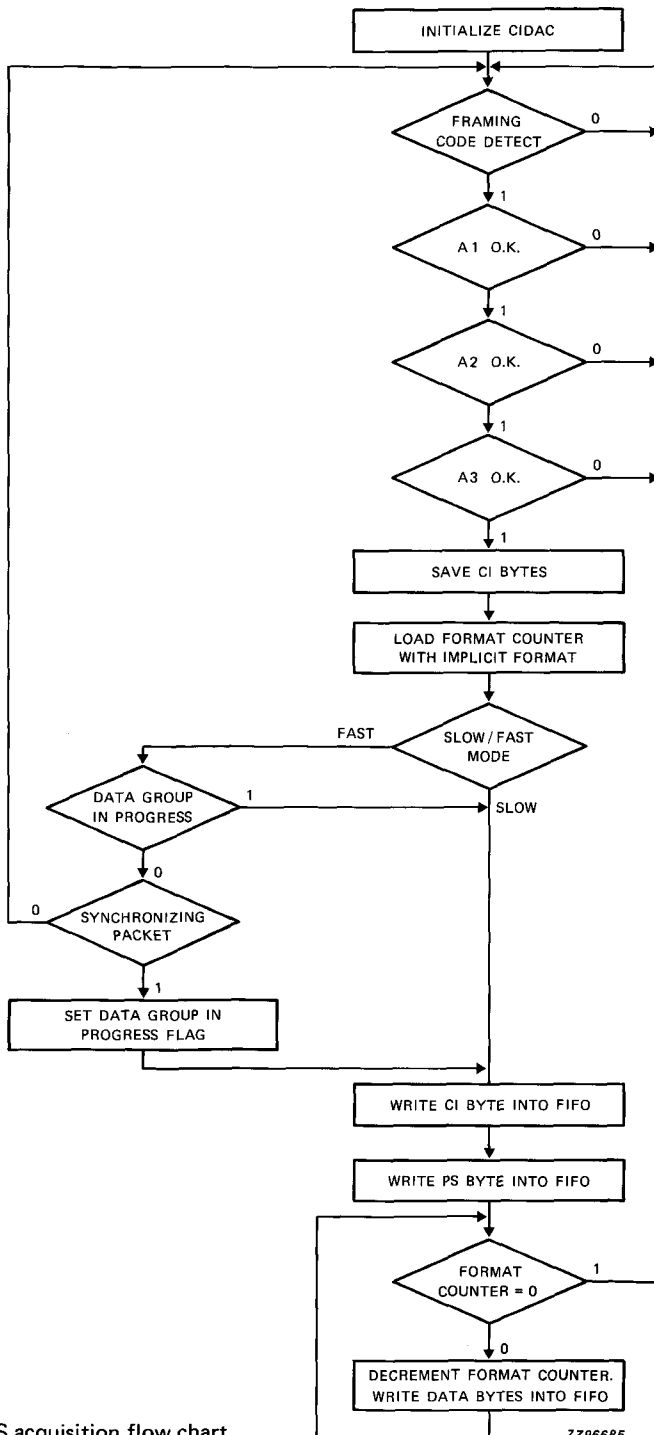 INITIALIZE CIDAC
FRAMING
CODE DETECT
0
1
A1 O.K.
0
1
A2 O.K.
0
1
A3 O.K.
0
1
SAVE CI BYTES
LOAD FORMAT COUNTER
WITH IMPLICIT FORMAT
SLOW/FAST
MODE
FAST
SLOW
DATA GROUP
IN PROGRESS
1
0
SYNCHRONIZING
PACKET
0
1
SET DATA GROUP IN
PROGRESS FLAG
WRITE CI BYTE INTO FIFO
WRITE PS BYTE INTO FIFO
FORMAT
COUNTER = 0
1
0
DECREMENT FORMAT COUNTER.
WRITE DATA BYTES INTO FIFO
S acquisition flow chart